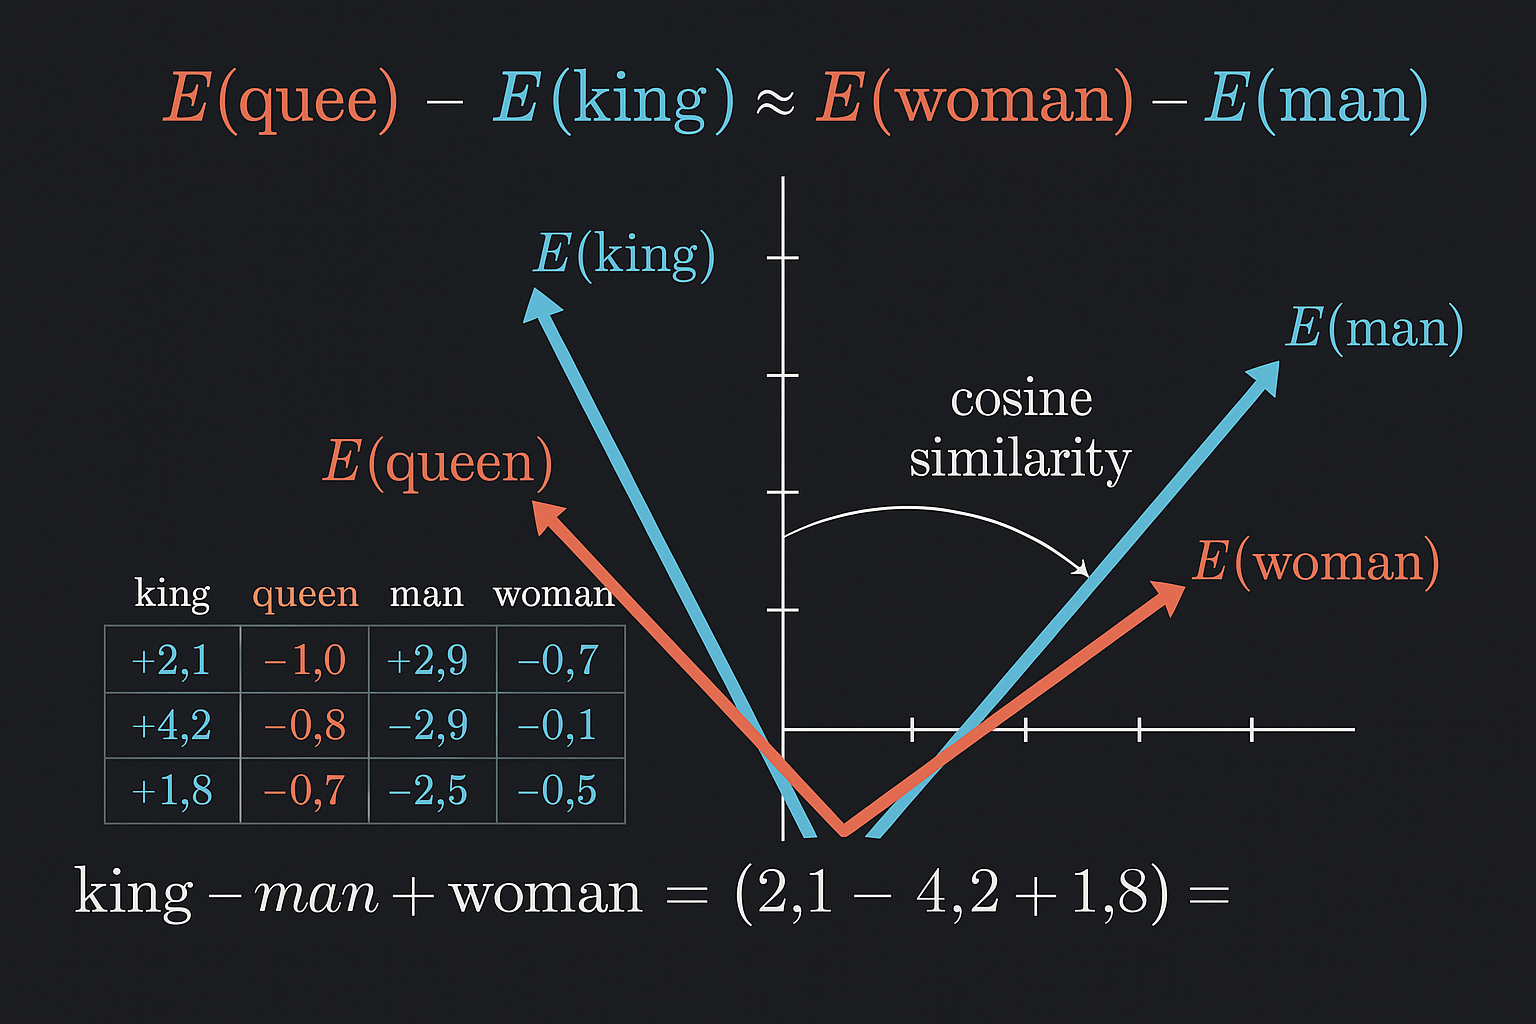 E(quee) – E(king) ≈ E(woman) – E(man)
E(king)
E(man)
cosine
similarity
E(queen)
E(woman)
king queen man woman
+2,1 −1,0 +2,9 −0,7
+4,2 −0,8 −2,9 −0,1
+1,8 −0,7 −2,5 −0,5
king – man + woman = (2,1 − 4,2 + 1,8) =